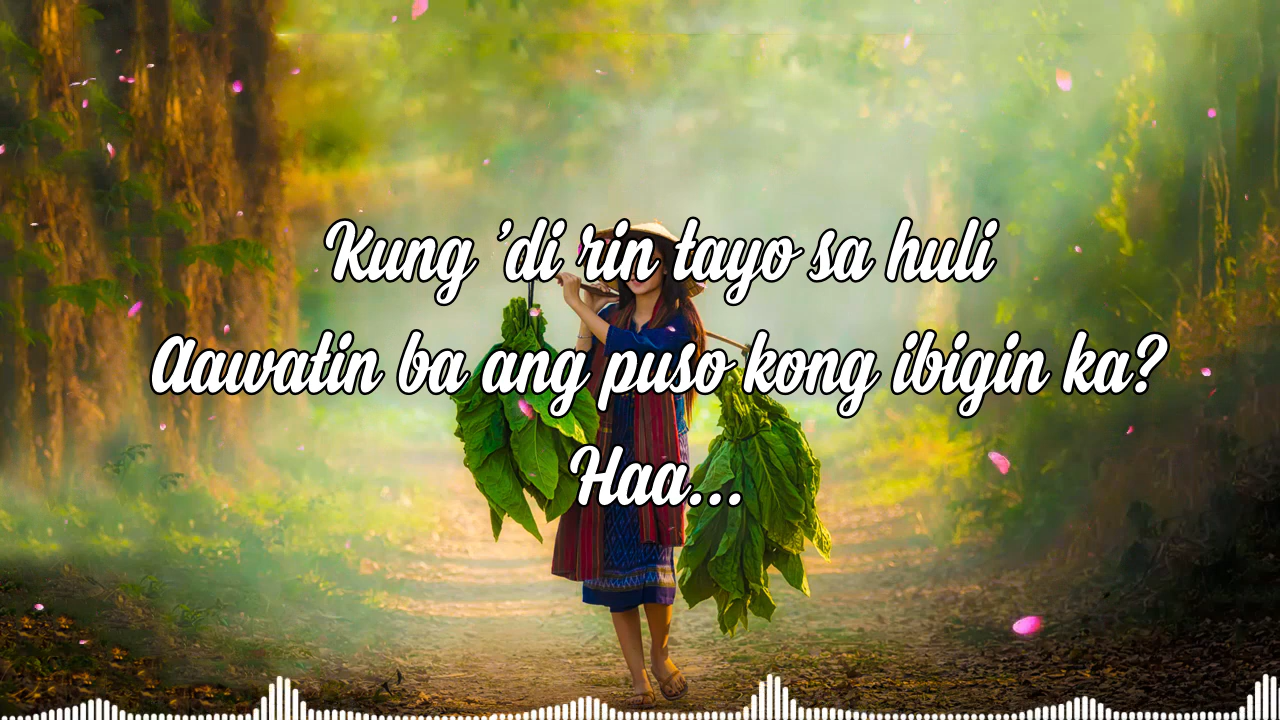 Kung 'di rin tayo sa huli
Aawatin ba ang puso kong ibigin ka?
Haa...